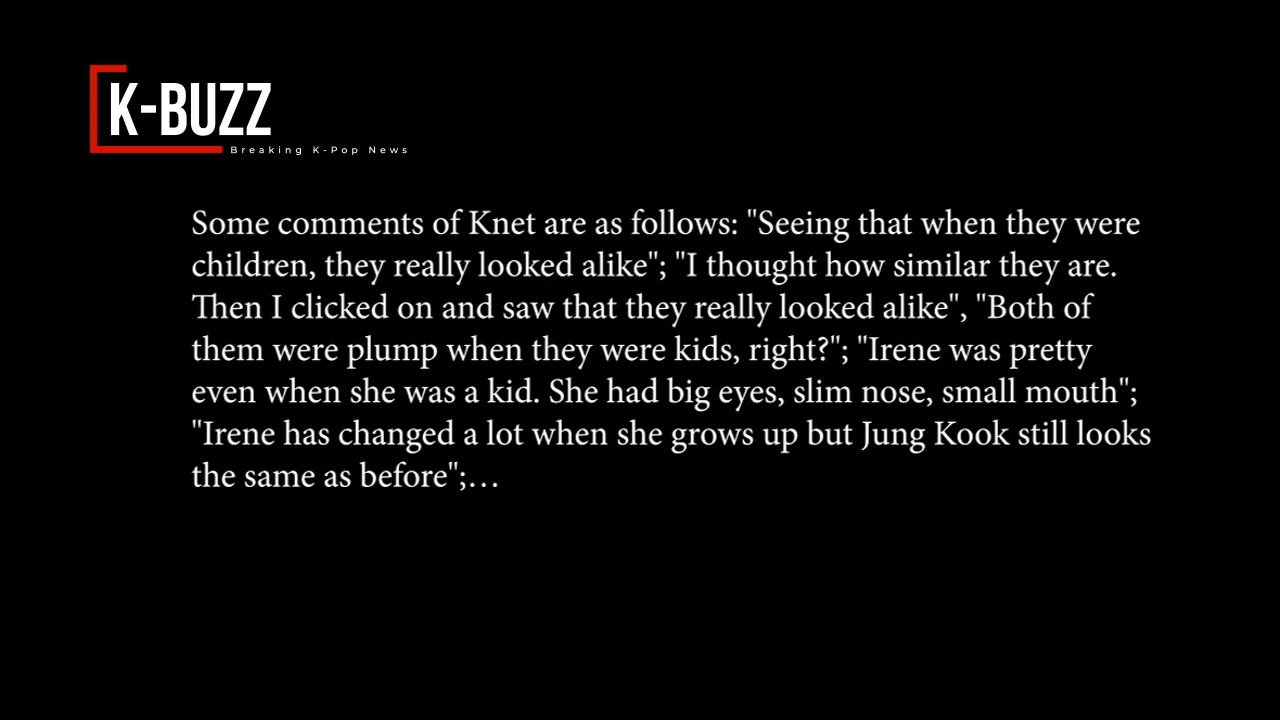 K-BUZZ
Breaking K-Pop News
Some comments of Knet are as follows: "Seeing that when they were
children, they really looked alike"; "I thought how similar they are.
Then I clicked on and saw that they really looked alike", "Both of
them were plump when they were kids, right?"; "Irene was pretty
even when she was a kid. She had big eyes, slim nose, small mouth";
"Irene has changed a lot when she grows up but Jung Kook still looks
the same as before";…